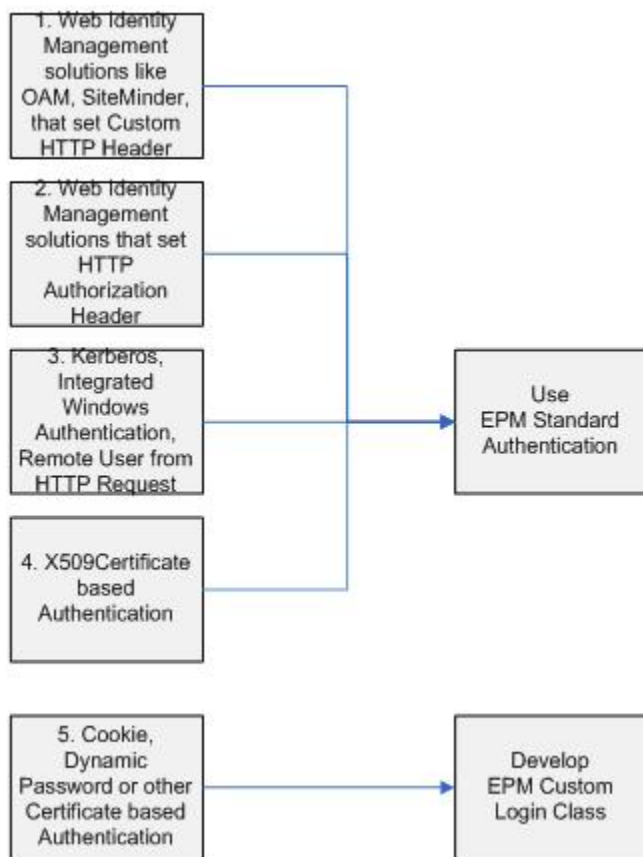 1. Web Identity
Management
solutions like
OAM, SiteMinder,
that set Custom
HTTP Header
2. Web Identity
Management
solutions that set
HTTP
Authorization
Header
3. Kerberos,
Integrated
Windows
Authentication,
Remote User from
HTTP Request
Use
EPM Standard
Authentication
4. X509Certificate
based
Authentication
5. Cookie,
Dynamic
Password or other
Certificate based
Authentication
Develop
EPM Custom
Login Class